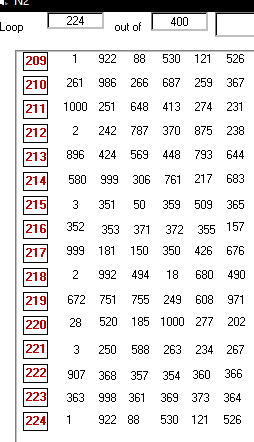 N2
Loop 224 out of 400
209 1 922 88 530 121 526
210 261 986 266 687 259 367
211 1000 251 648 413 274 231
212 2 242 787 370 875 238
213 896 424 569 448 793 644
214 580 999 306 761 217 683
215 3 351 50 359 509 365
216 352 353 371 372 355 157
217 999 181 150 350 426 676
218 2 992 494 18 680 490
219 672 751 755 249 608 971
220 28 520 185 1000 277 202
221 3 250 588 263 234 267
222 907 368 357 354 360 366
223 363 998 361 369 373 364
224 1 922 88 530 121 526